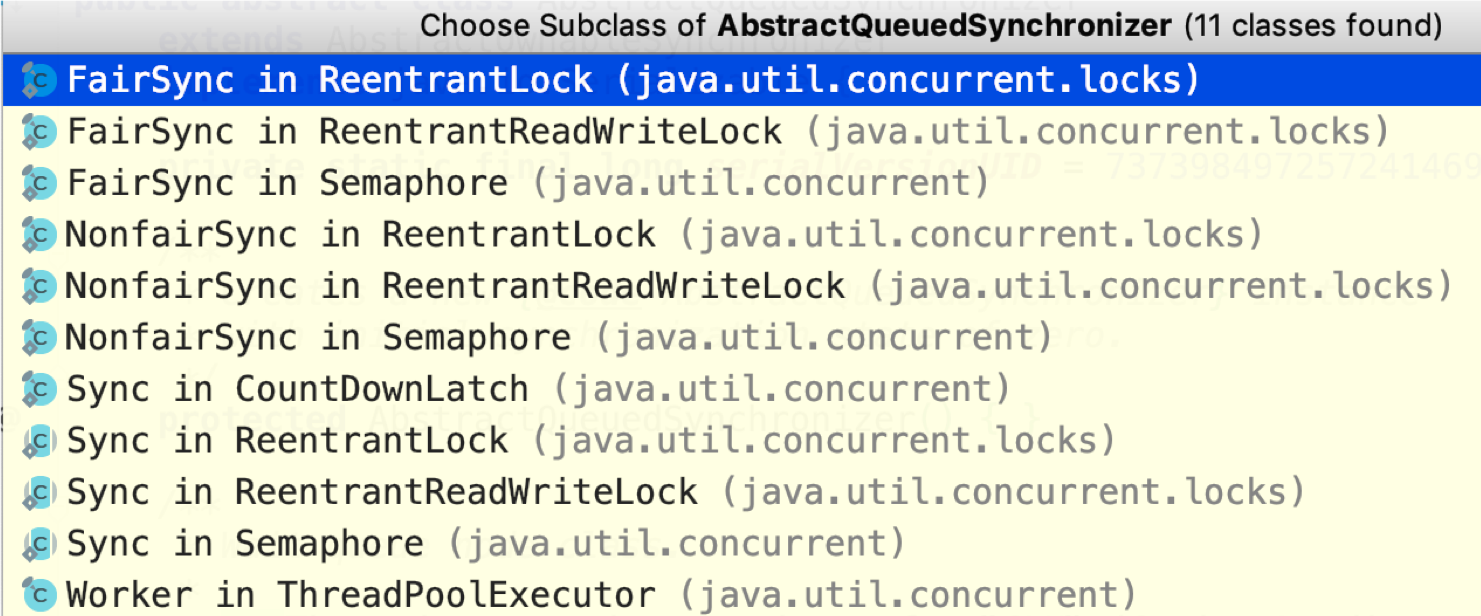 Choose Subclass of AbstractQueuedSynchronizer (11 classes found)
FairSync in ReentrantLock (java.util.concurrent.locks)
FairSync in ReentrantReadWriteLock (java.util.concurrent.locks)
FairSync in Semaphore (java.util.concurrent)
NonfairSync in ReentrantLock (java.util.concurrent.locks)
NonfairSync in ReentrantReadWriteLock (java.util.concurrent.locks)
NonfairSync in Semaphore (java.util.concurrent)
Sync in CountDownLatch (java.util.concurrent)
Sync in ReentrantLock (java.util.concurrent.locks)
Sync in ReentrantReadWriteLock (java.util.concurrent.locks)
Sync in Semaphore (java.util.concurrent)
Worker in ThreadPoolExecutor (java.util.concurrent)